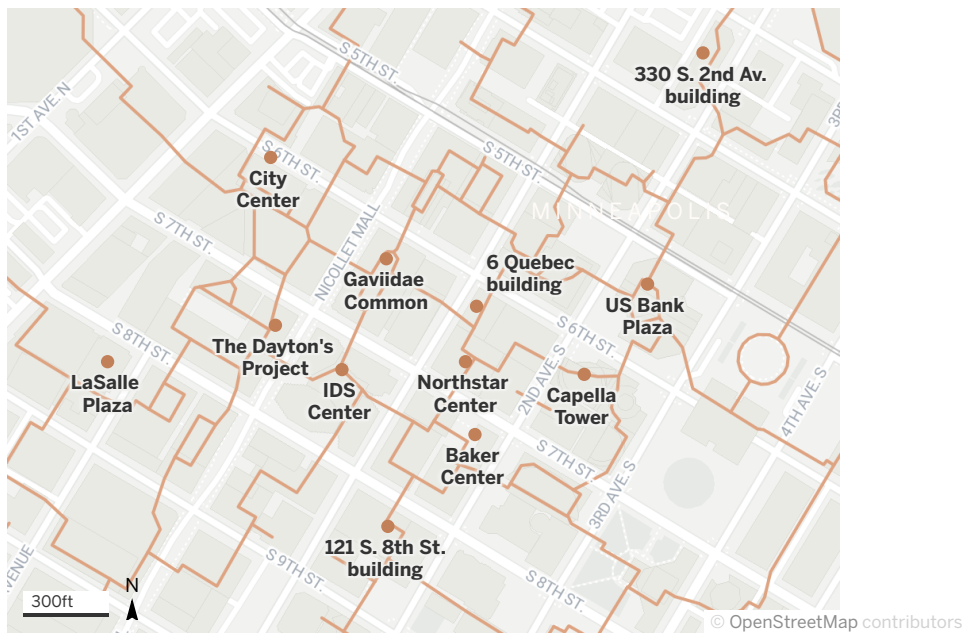 S 5TH ST.
330 S. 2nd Av.
building
1ST AVE. N
3RD
S 6TH ST.
S 5TH ST.
City
Center
MINNEAPOLIS
S 7TH ST.
NICOLLET MALL
Gaviidae
Common
6 Quebec
building
US Bank
Plaza
S 8TH ST.
S 6TH ST.
The Dayton's
Project
LaSalle
Plaza
IDS
Center
Northstar
Center
2ND AVE. S
Capella
Tower
4TH AVE. S
Baker
Center
S 7TH ST.
3RD AVE. S
121 S. 8th St.
building
AVENUE
S 9TH ST.
S 8TH ST.
N
300ft
© OpenStreetMap contributors